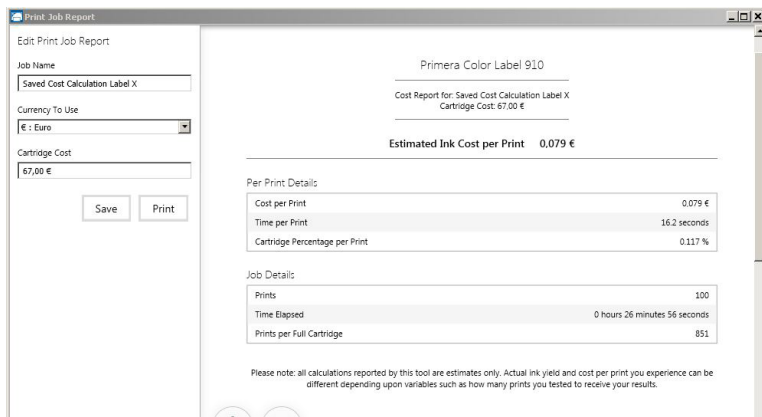 Print Job Report
Edit Print Job Report
Job Name
Saved Cost Calculation Label X
Currency To Use
€ : Euro
Cartridge Cost
67,00 €
Save Print
Primera Color Label 910
Cost Report for: Saved Cost Calculation Label X
Cartridge Cost: 67,00 €
Estimated Ink Cost per Print 0,079 €
Per Print Details
Cost per Print 0,079 €
Time per Print 16.2 seconds
Cartridge Percentage per Print 0.117 %
Job Details
Prints 100
Time Elapsed 0 hours 26 minutes 56 seconds
Prints per Full Cartridge 851
Please note: all calculations reported by this tool are estimates only. Actual ink yield and cost per print you experience can be
different depending upon variables such as how many prints you tested to receive your results.